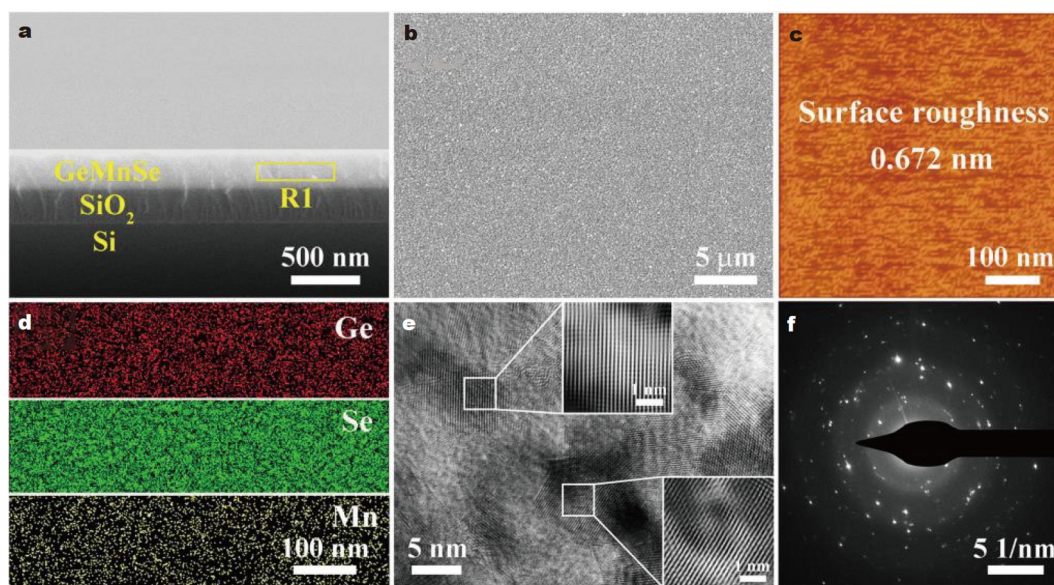 a
GeMnSe
SiO₂
Si
R1
500 nm
b
5 μm
c
Surface roughness
0.672 nm
100 nm
d
Ge
Se
Mn
100 nm
e
1 nm
1 nm
5 nm
f
5 1/nm